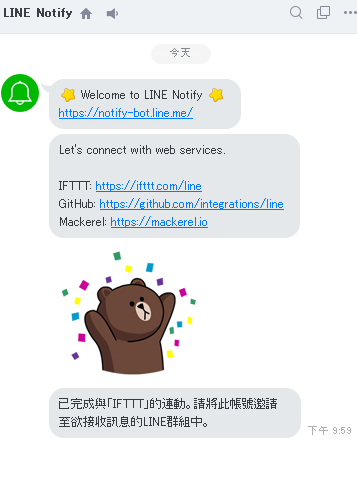 LINE Notify
今天
Welcome to LINE Notify
https://notify-bot.line.me/
Let's connect with web services.
IFTTT: https://ifttt.com/line
GitHub: https://github.com/integrations/line
Mackerel: https://mackerel.io
已完成與「IFTTT」的連動。請將此帳號邀請
至欲接收訊息的LINE群組中。
下午 9:59